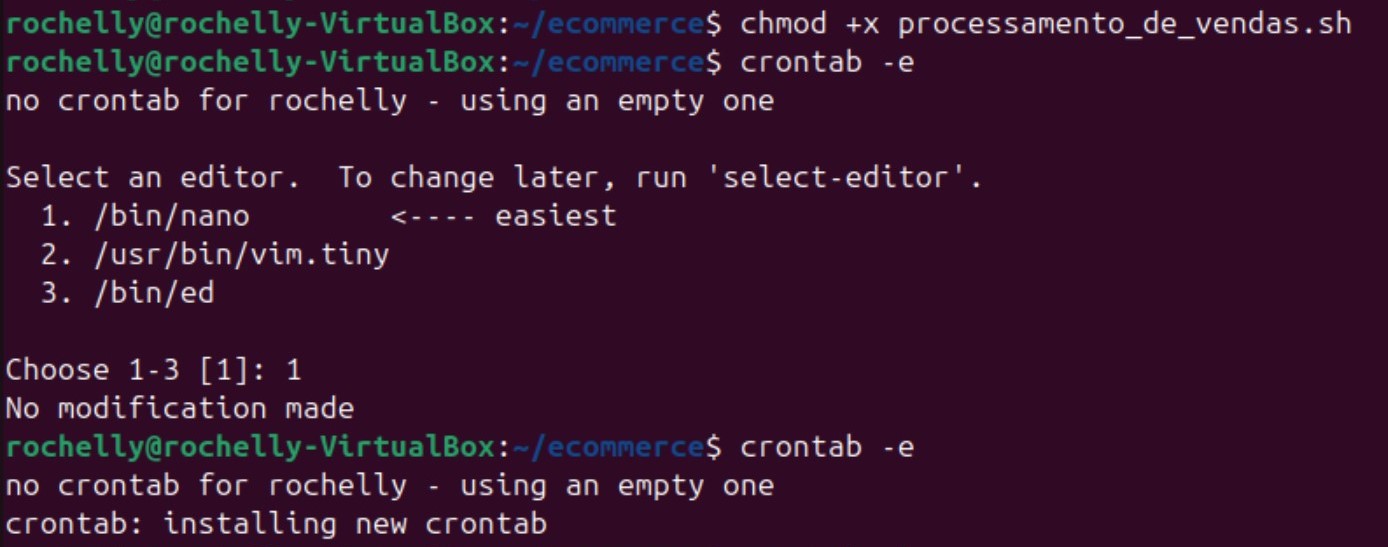 rochelly@rochelly-VirtualBox:~/ecommerce$ chmod +x processamento_de_vendas.sh
rochelly@rochelly-VirtualBox:~/ecommerce$ crontab -e
no crontab for rochelly - using an empty one
Select an editor.  To change later, run 'select-editor'.
  1. /bin/nano        <---- easiest
  2. /usr/bin/vim.tiny
  3. /bin/ed
Choose 1-3 [1]: 1
No modification made
rochelly@rochelly-VirtualBox:~/ecommerce$ crontab -e
no crontab for rochelly - using an empty one
crontab: installing new crontab